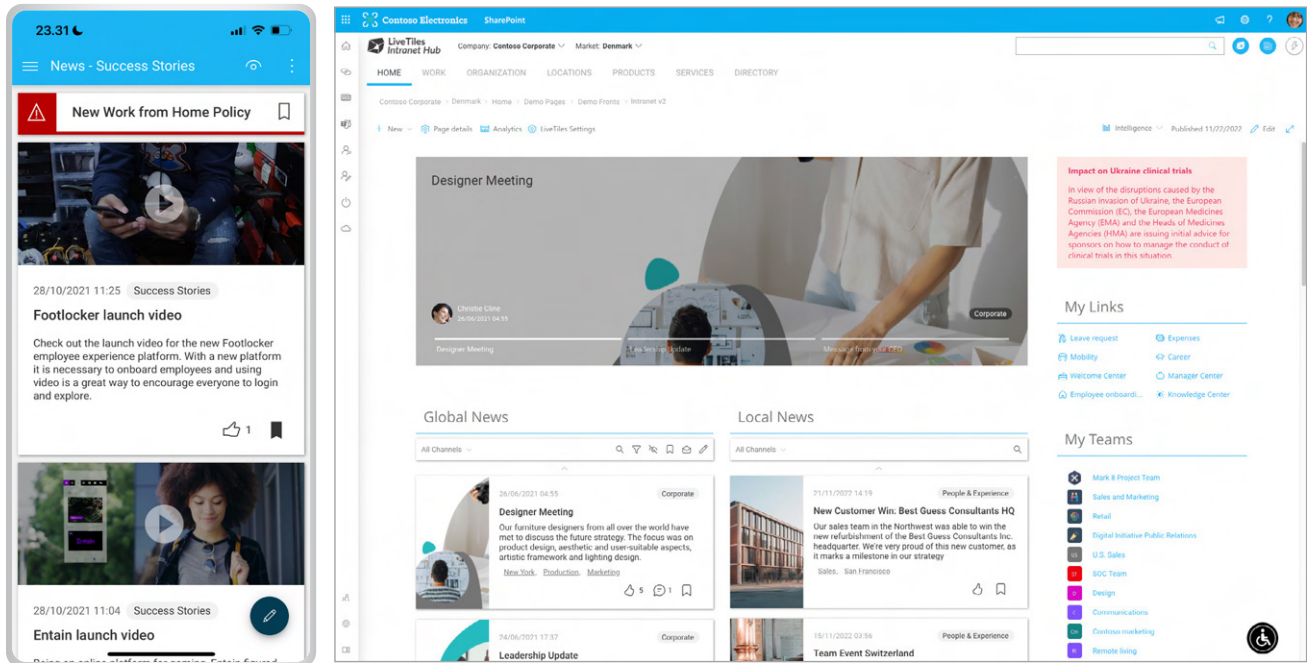 23.31
News - Success Stories
New Work from Home Policy
28/10/2021 11:25 Success Stories
Footlocker launch video
Check out the launch video for the new Footlocker
employee experience platform. With a new platform
it is necessary to onboard employees and using
video is a great way to encourage everyone to login
and explore.
1
28/10/2021 11:04 Success Stories
Entain launch video
Being an online platform for gaming, Entain figured
Contoso Electronics SharePoint
?
LiveTiles
Intranet Hub
Company: Contoso Corporate Market: Denmark
HOME WORK ORGANIZATION LOCATIONS PRODUCTS SERVICES DIRECTORY
Contoso Corporate > Denmark > Home > Demo Pages > Demo Fronts > Intranet v2
New Page details Analytics LiveTiles Settings
Intelligence Published 11/22/2022 Edit
Designer Meeting
Christie Cline
26/06/2021 04:55
Corporate
Designer Meeting Leadership Update Message from your CEO
Impact on Ukraine clinical trials
In view of the disruptions caused by the
Russian invasion of Ukraine, the European
Commission (EC), the European Medicines
Agency (EMA) and the Heads of Medicines
Agencies (HMA) are issuing initial advice for
sponsors on how to manage the conduct of
clinical trials in this situation.
My Links
Leave request Expenses
Mobility Career
Welcome Center Manager Center
Employee onboardi... Knowledge Center
Global News
All Channels
26/06/2021 04:55 Corporate
Designer Meeting
Our furniture designers from all over the world have
met to discuss the future strategy. The focus was on
product design, aesthetic and user-suitable aspects,
artistic framework and lighting design.
New York, Production, Marketing
5 1
24/06/2021 17:37 Corporate
Leadership Update
Local News
All Channels
21/11/2022 14:19 People & Experience
New Customer Win: Best Guess Consultants HQ
Our sales team in the Northwest was able to win the
new refurbishment of the Best Guess Consultants Inc.
headquarter. We're very proud of this new customer, as
it marks a milestone in our strategy
Sales, San Francisco
15/11/2022 03:56 People & Experience
Team Event Switzerland
My Teams
Mark 8 Project Team
Sales and Marketing
Retail
Digital Initiative Public Relations
US U.S. Sales
ST SOC Team
D Design
C Communications
Cm Contoso marketing
Rl Remote living